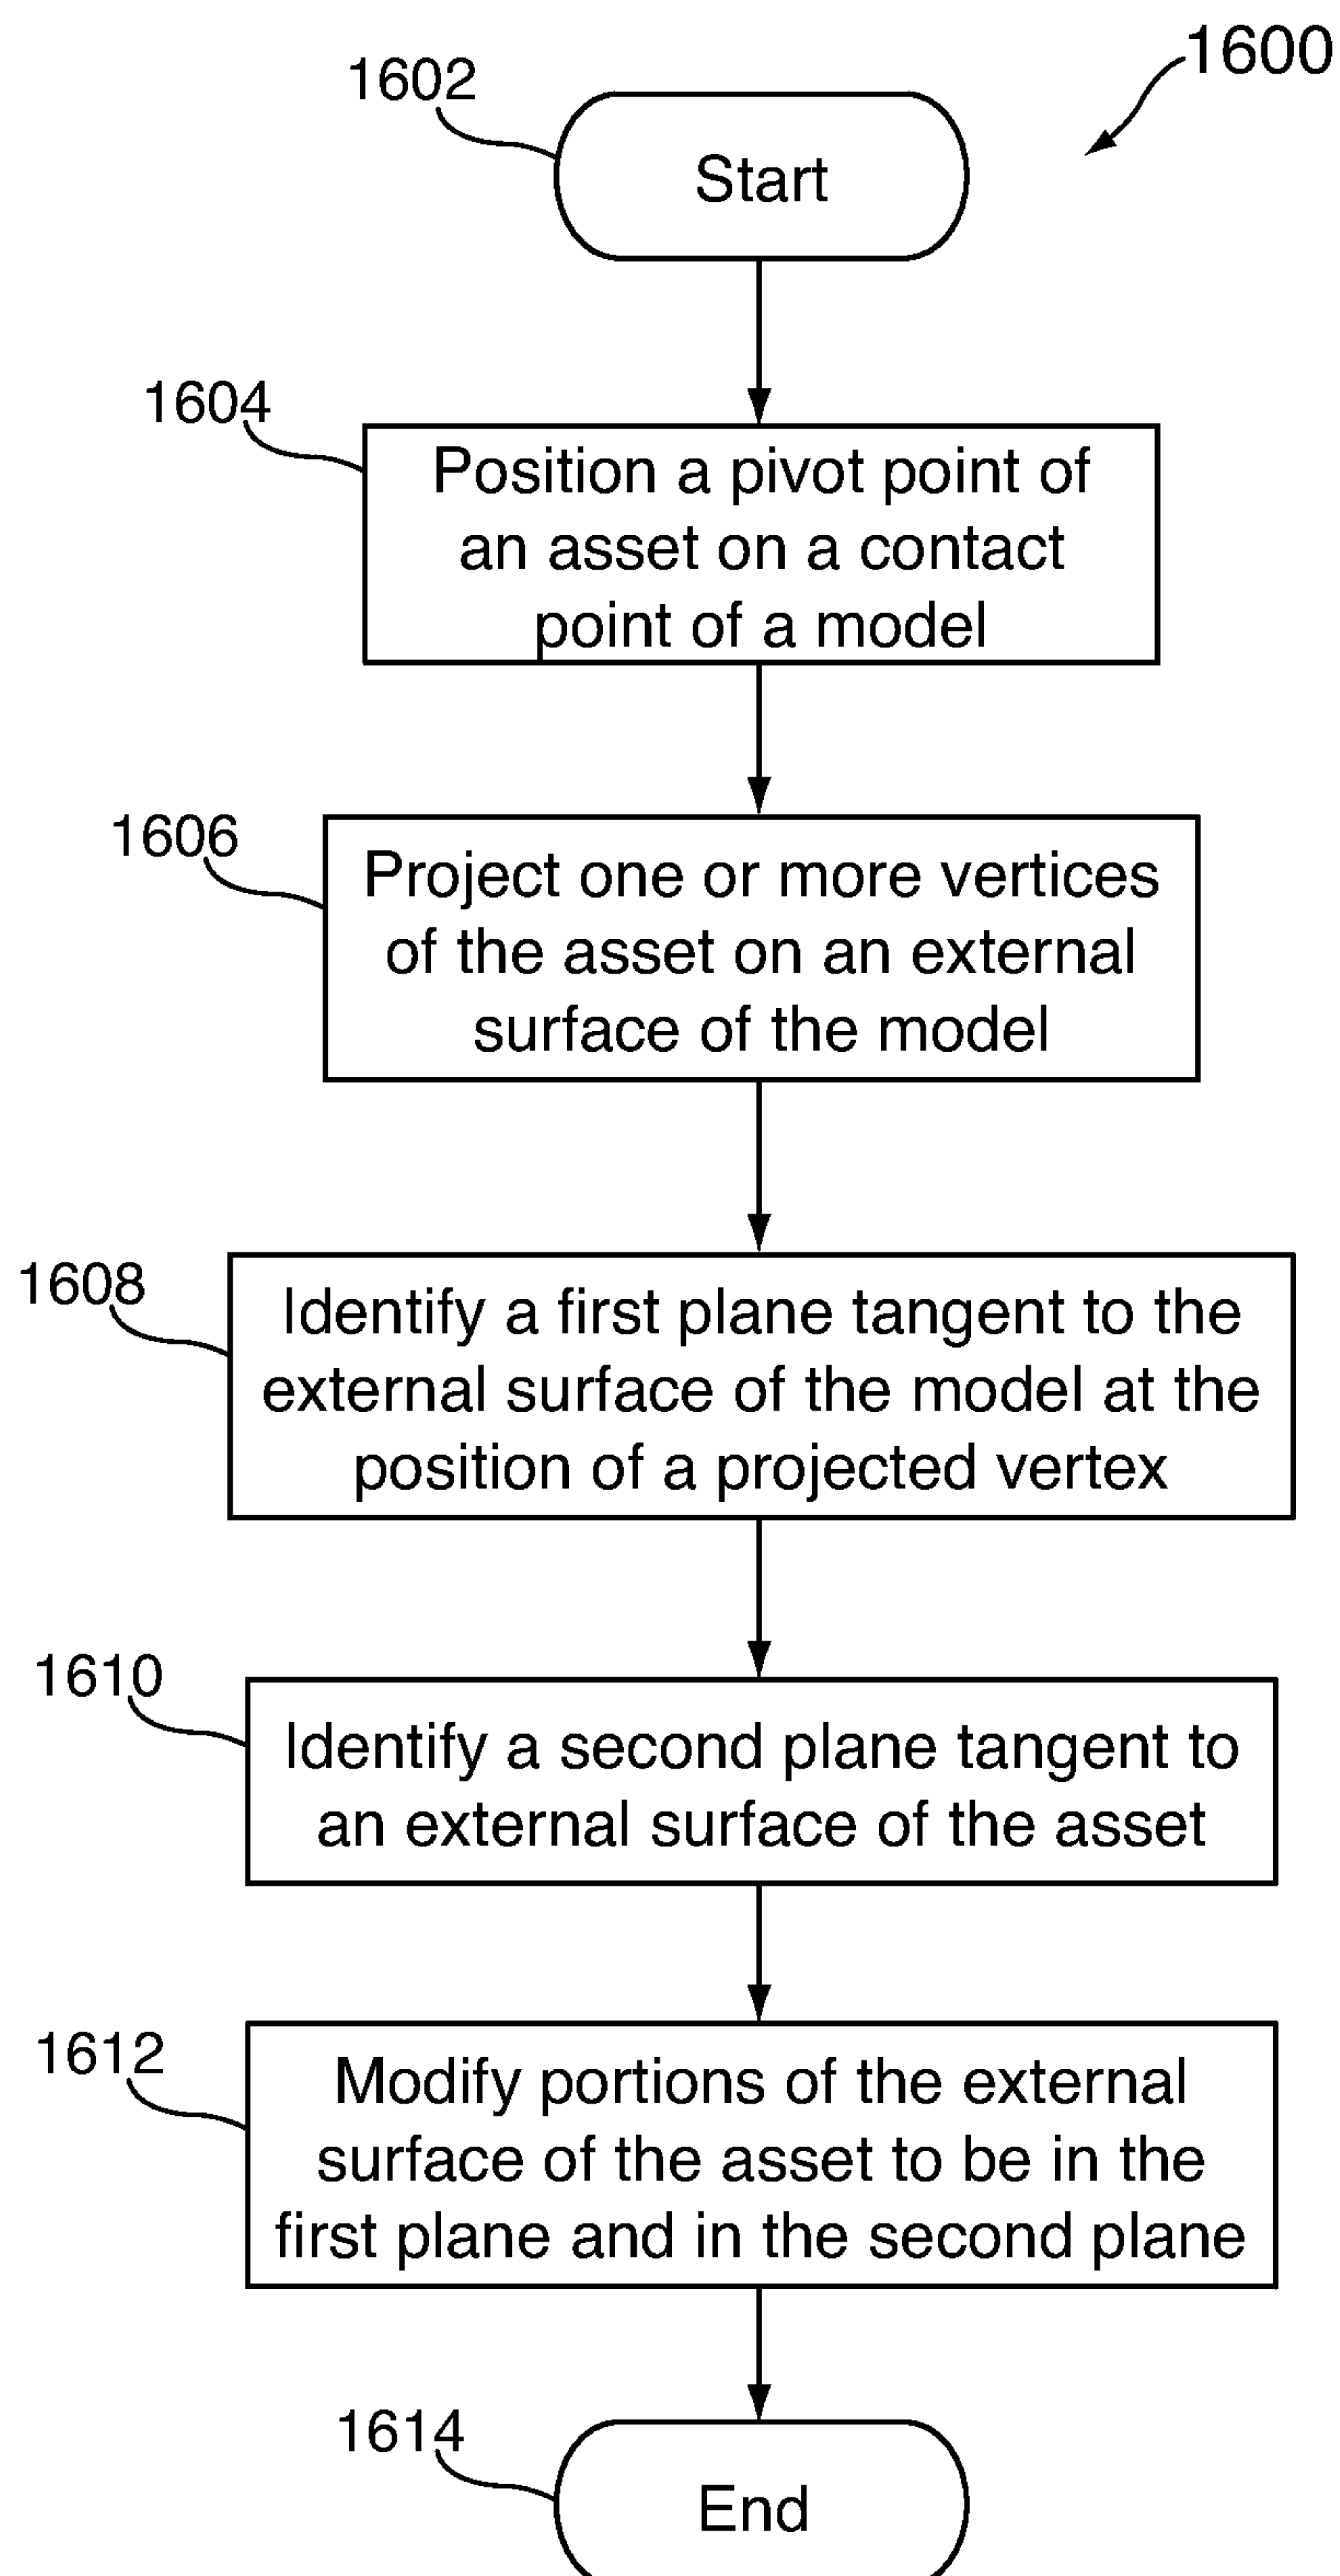 1600
1602
Start
1604
Position a pivot point of
an asset on a contact
point of a model
1606
Project one or more vertices
of the asset on an external
surface of the model
1608
Identify a first plane tangent to the
external surface of the model at the
position of a projected vertex
1610
Identify a second plane tangent to
an external surface of the asset
1612
Modify portions of the external
surface of the asset to be in the
first plane and in the second plane
1614
End